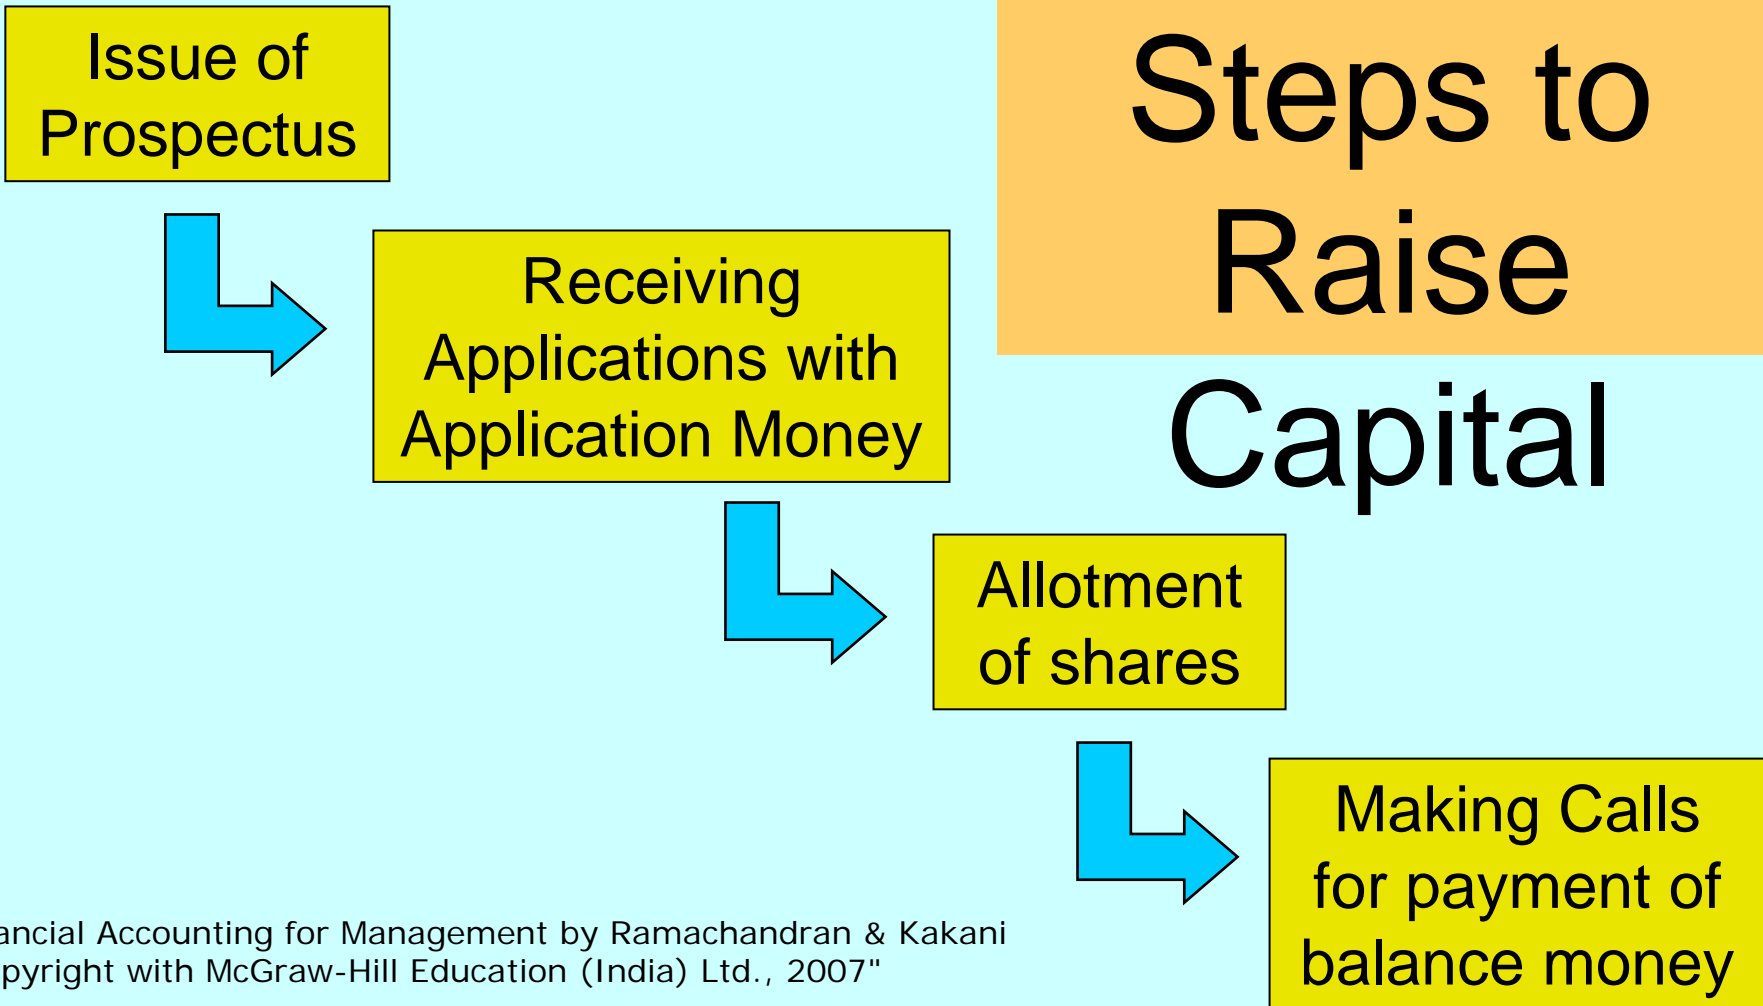 Steps to
Raise
Capital
Issue of
Prospectus
Receiving
Applications with
Application Money
Allotment
of shares
Making Calls
for payment of
balance money
ancial Accounting for Management by Ramachandran & Kakani
pyright with McGraw-Hill Education (India) Ltd., 2007"